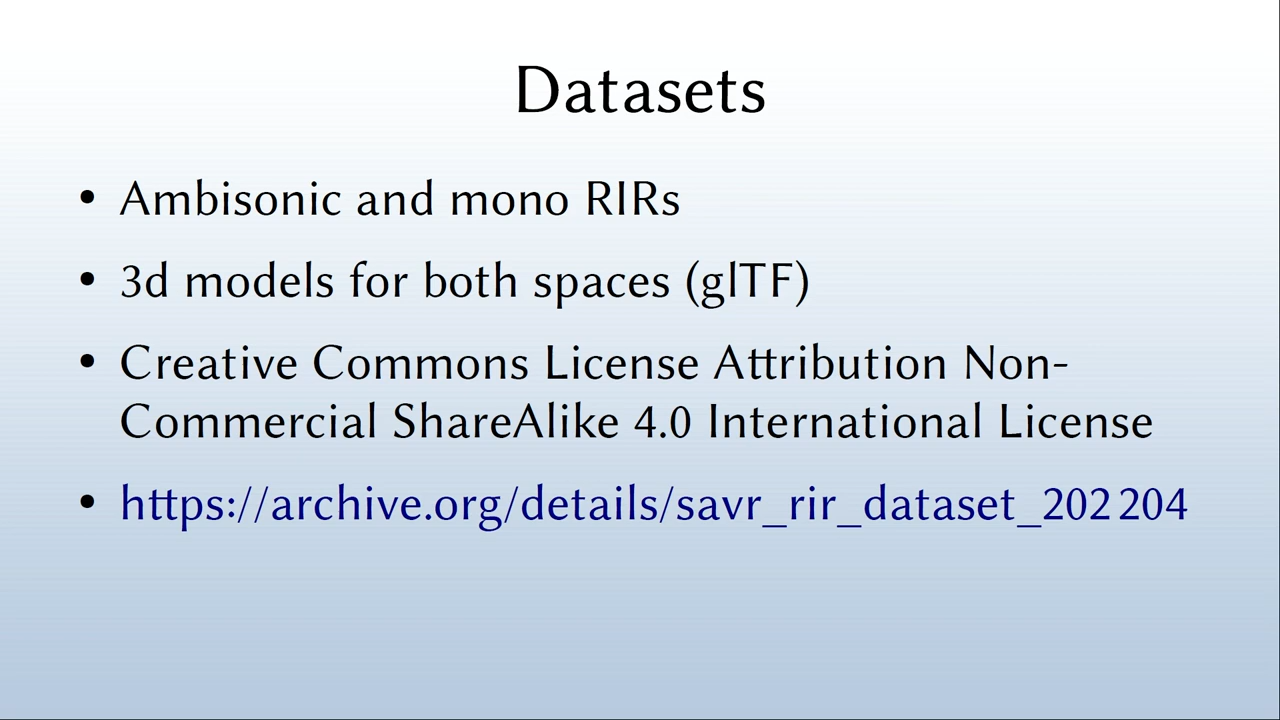 Datasets
• Ambisonic and mono RIRs
• 3d models for both spaces (glTF)
• Creative Commons License Attribution Non-
Commercial ShareAlike 4.0 International License
• https://archive.org/details/savr_rir_dataset_202204